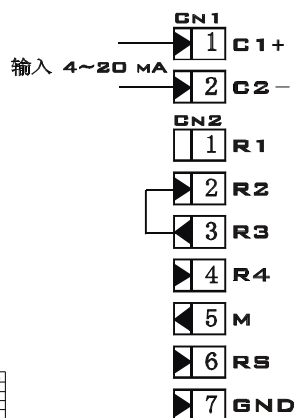 CN1
1 C1+
输入 4~20 MA
2 C2-
CN2
1 R1
2 R2
3 R3
4 R4
5 M
6 RS
7 GND